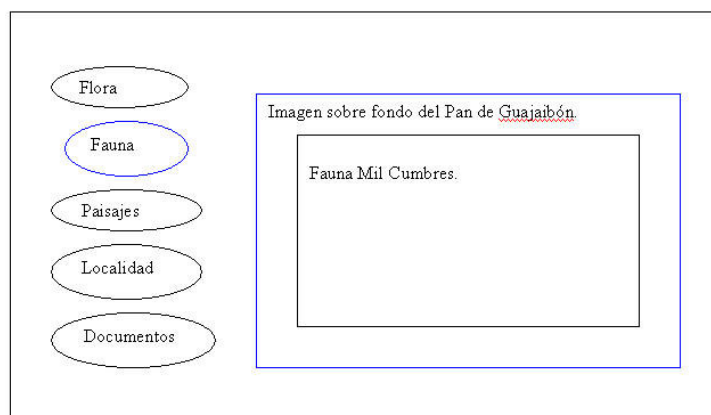 Flora
Fauna
Paisajes
Localidad
Documentos
Imagen sobre fondo del Pan de Guajaibón.
Fauna Mil Cumbres.